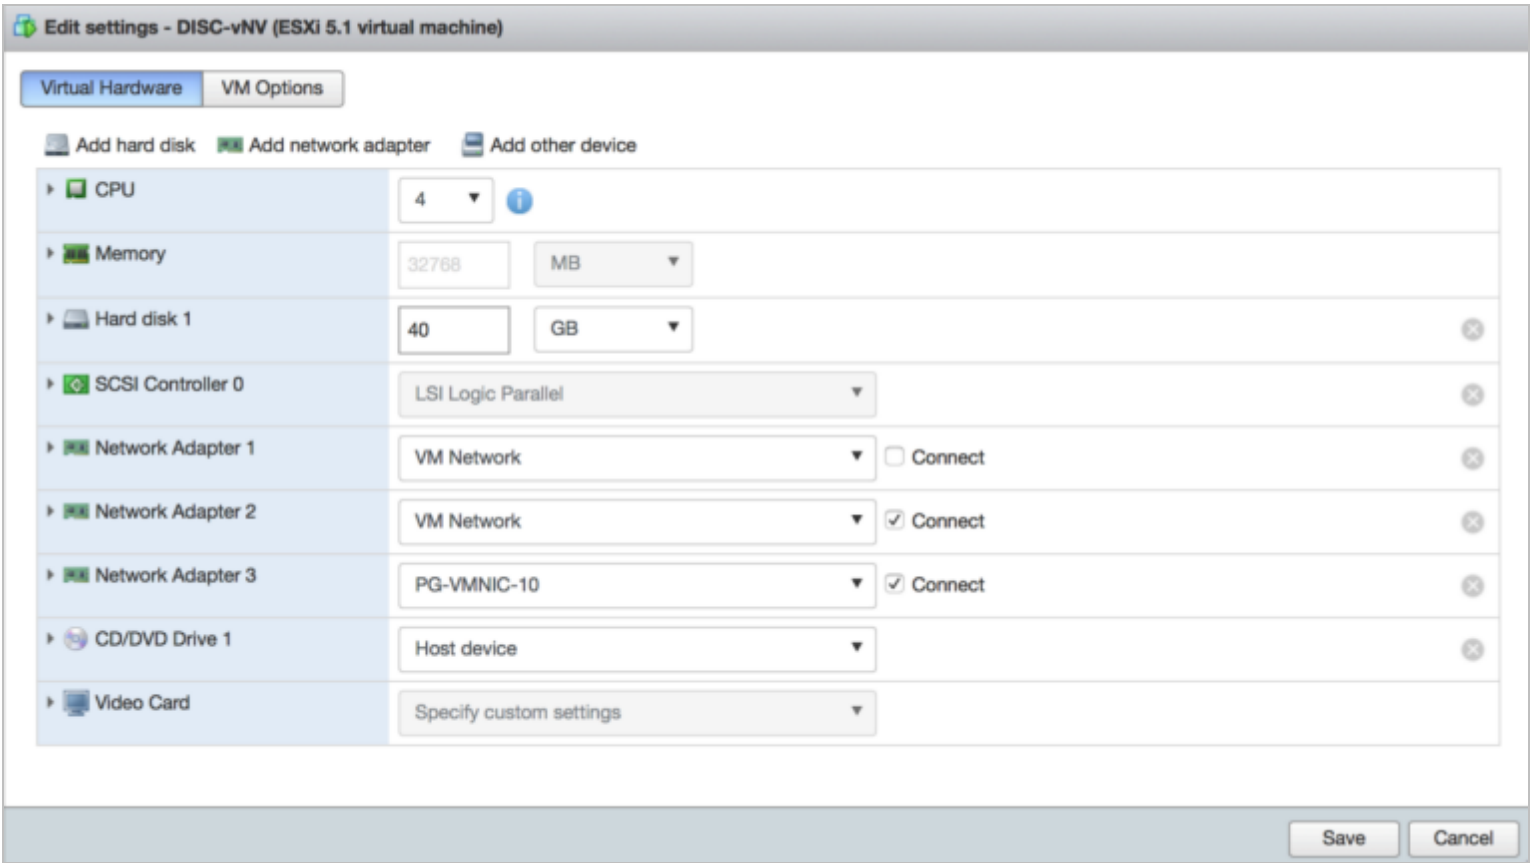 Edit settings - DISC-vNV (ESXi 5.1 virtual machine)
Virtual Hardware VM Options
Add hard disk Add network adapter Add other device
CPU 4
Memory 32768 MB
Hard disk 1 40 GB
SCSI Controller 0 LSI Logic Parallel
Network Adapter 1 VM Network Connect
Network Adapter 2 VM Network Connect
Network Adapter 3 PG-VMNIC-10 Connect
CD/DVD Drive 1 Host device
Video Card Specify custom settings
Save Cancel